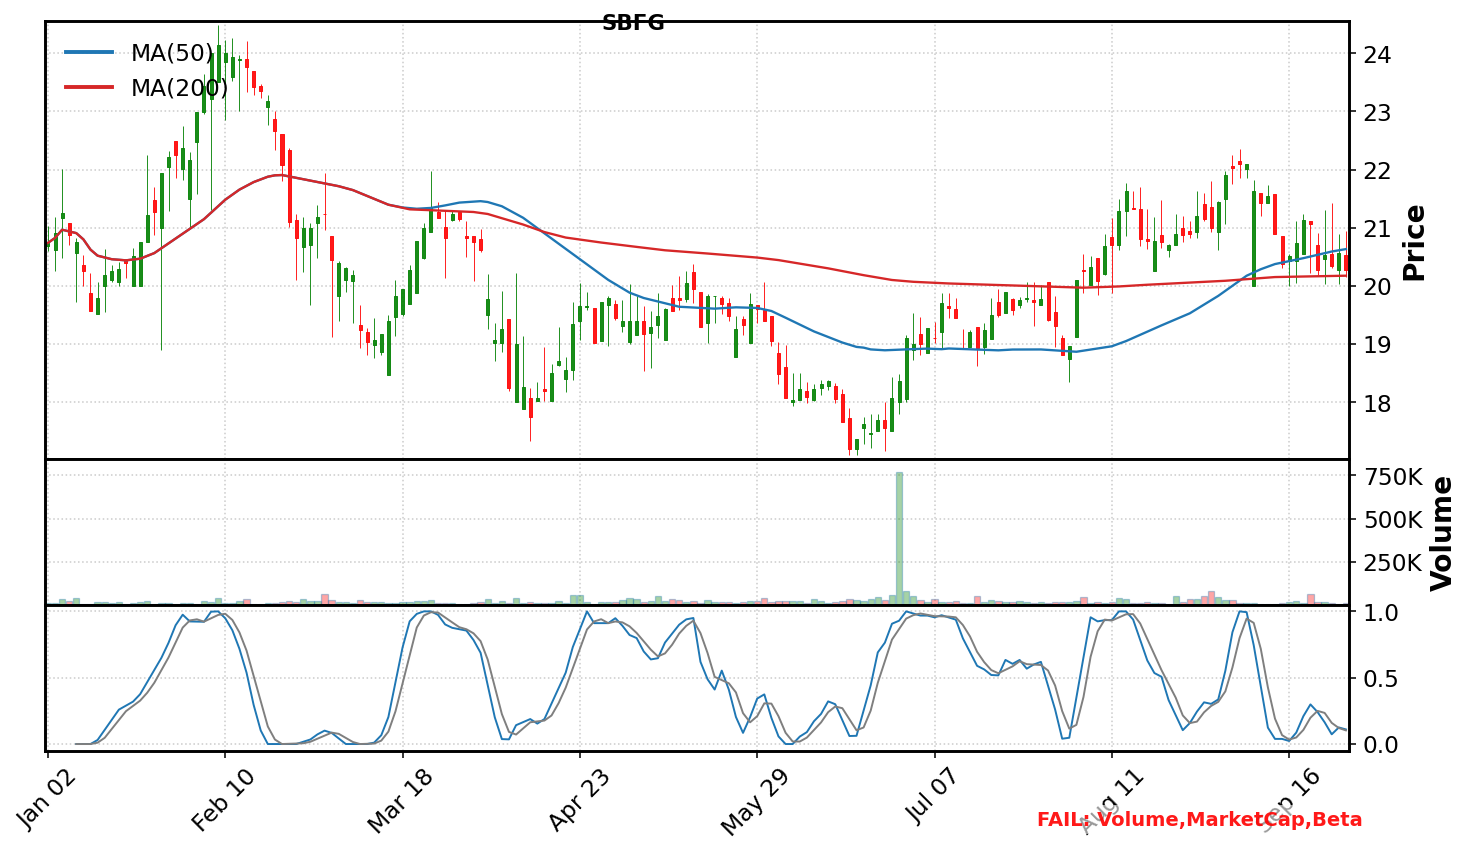 SBFG
MA(50)
MA(200)
24
23
22
21
20
19
18
Price
750K
500K
250K
Volume
1.0
0.5
0.0
Jan 02
Feb 10
Mar 18
Apr 23
May 29
Jul 07
Aug 11
Sep 16
FAIL: Volume,MarketCap,Beta